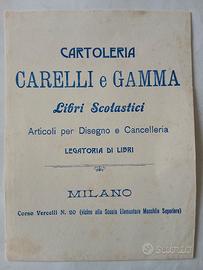 CARTOLERIA
CARELLI e GAMMA
Libri Scolastici
Articoli per Disegno e Cancelleria
LEGATORIA DI LIBRI
MILANO
Corso Vercelli N. 20 (vicino alla Scuola Elementare Maschile Superiore)
subito